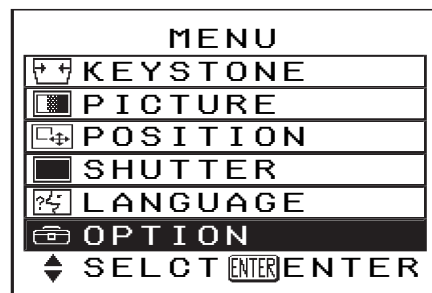 MENU
KEYSTONE
PICTURE
POSITION
SHUTTER
LANGUAGE
OPTION
SELCT ENTER ENTER